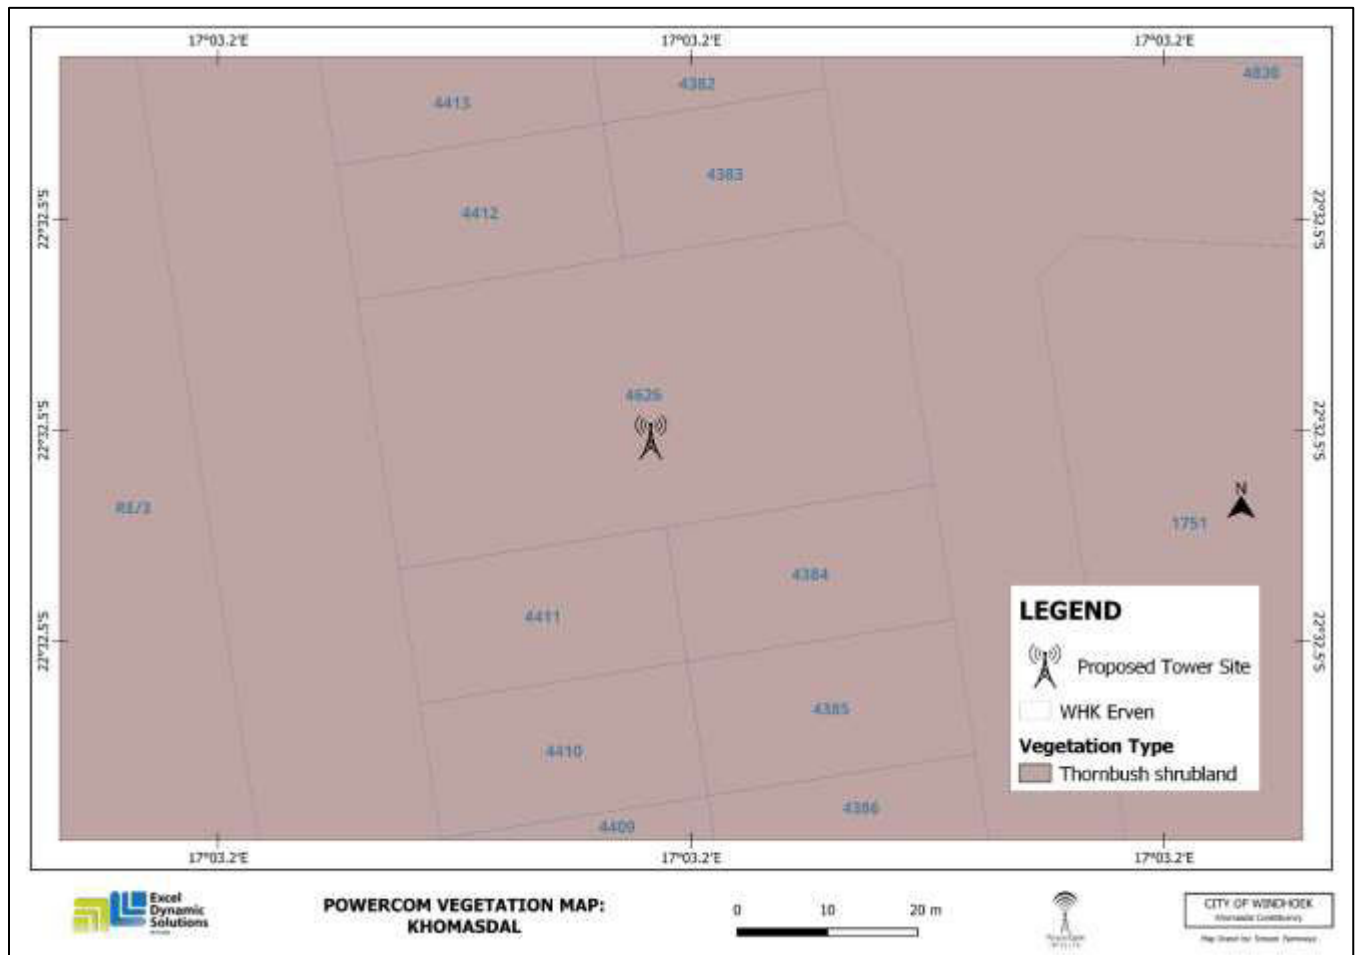 17°03.2'E 17°03.2'E 17°03.2'E
4382
4830
4413
4383
4412
22°32.5'S 22°32.5'S
4626
22°32.5'S 22°32.5'S
RE/3
N
1751
4384
4411
22°32.5'S 22°32.5'S
4385
4410
4386
4409
LEGEND
Proposed Tower Site
WHK Erven
Vegetation Type
Thornbush shrubland
17°03.2'E 17°03.2'E 17°03.2'E
Excel
Dynamic
Solutions
POWERCOM VEGETATION MAP:
KHOMASDAL
0 10 20 m
CITY OF WINDHOEK
Khomasdal Constituency